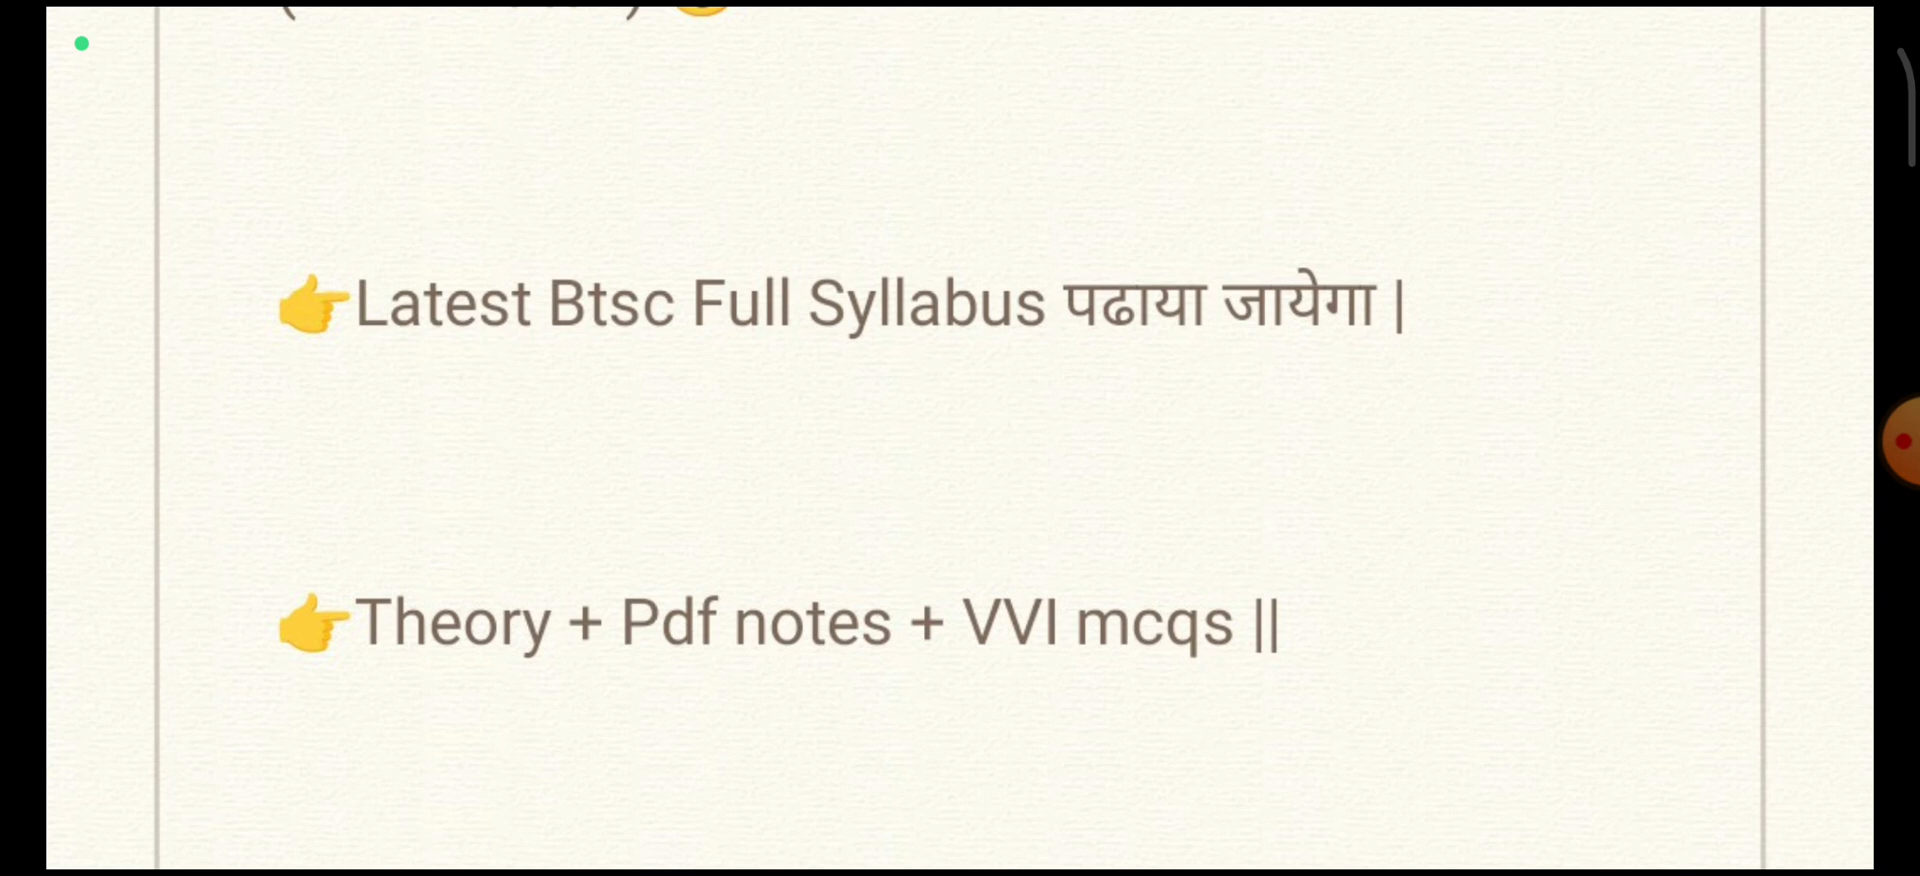 👉Latest Btsc Full Syllabus पढाया जायेगा |
👉Theory + Pdf notes + VVI mcqs ||